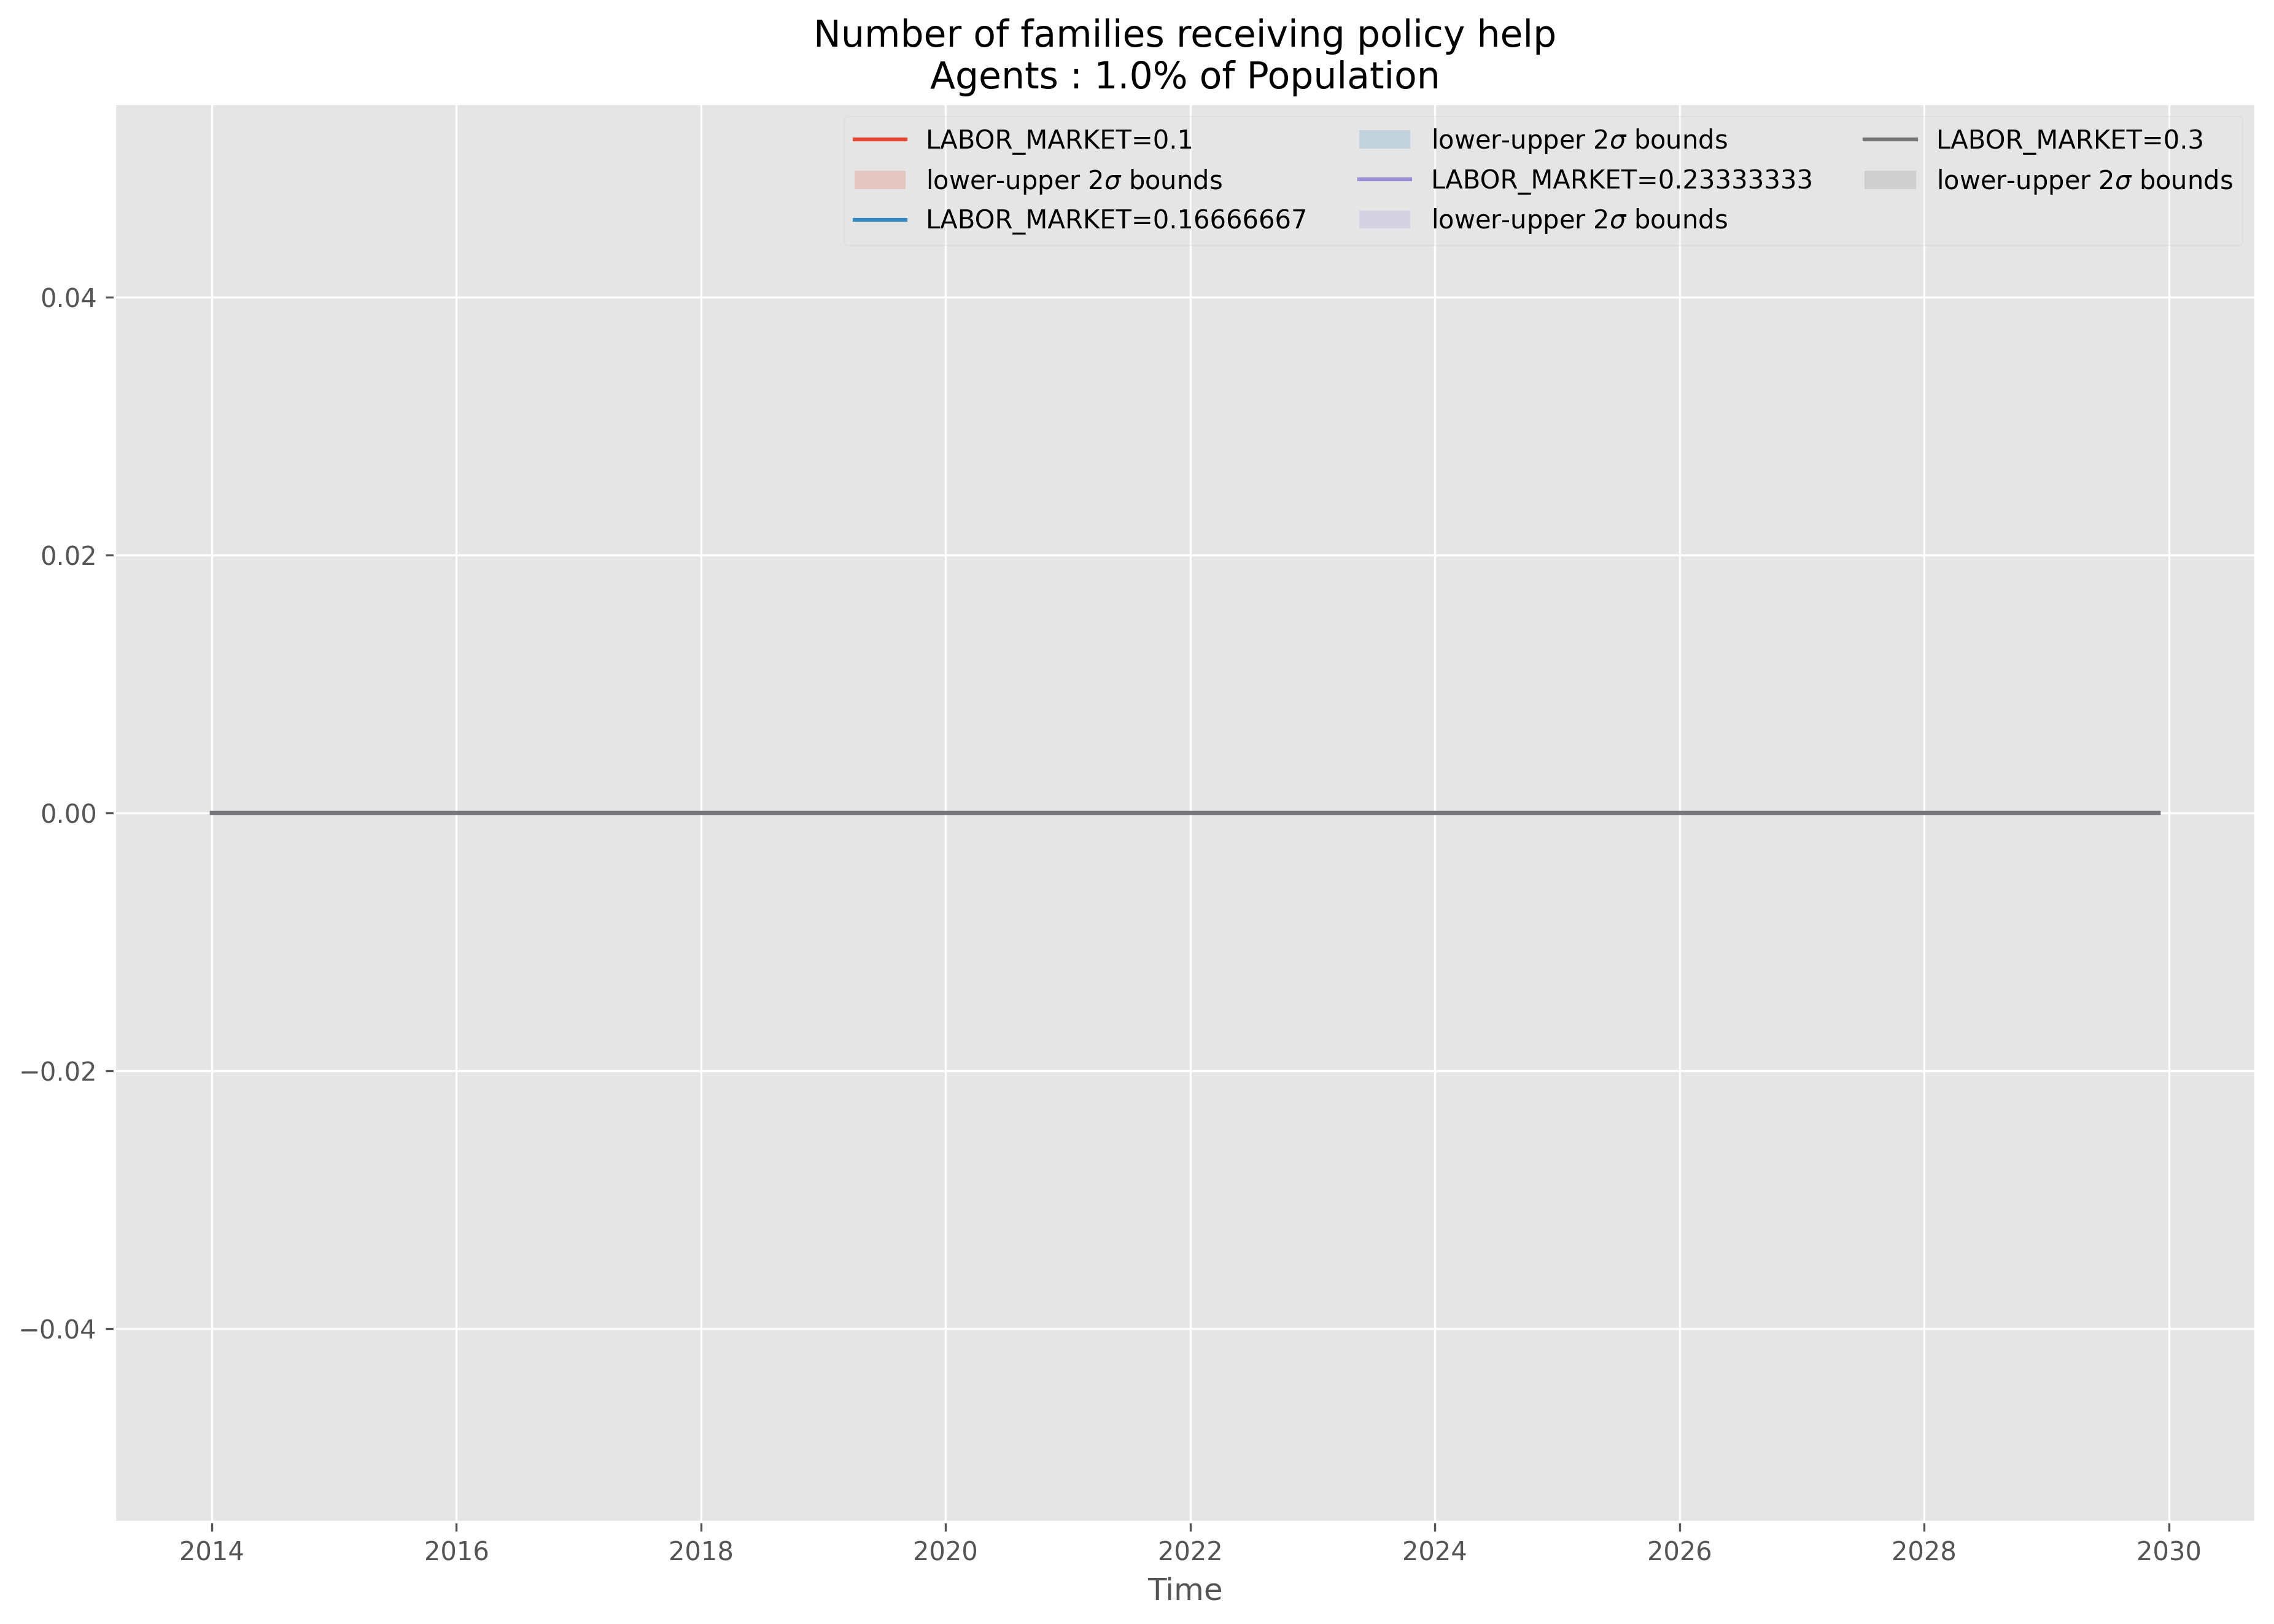 Number of families receiving policy help
Agents : 1.0% of Population
LABOR_MARKET=0.1
lower-upper 2σ bounds
LABOR_MARKET=0.16666667
lower-upper 2σ bounds
LABOR_MARKET=0.23333333
lower-upper 2σ bounds
LABOR_MARKET=0.3
lower-upper 2σ bounds
0.04
0.02
0.00
−0.02
−0.04
2014 2016 2018 2020 2022 2024 2026 2028 2030
Time